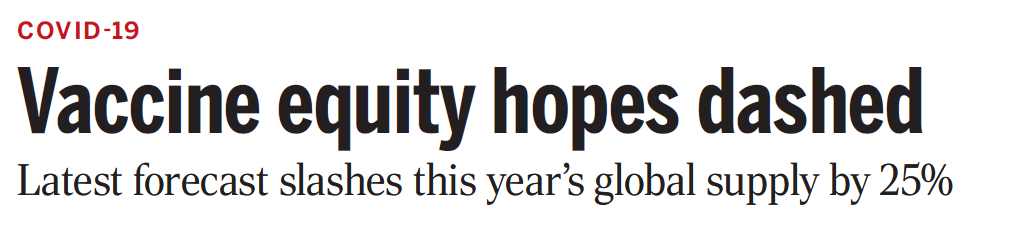 COVID-19
Vaccine equity hopes dashed
Latest forecast slashes this year’s global supply by 25%